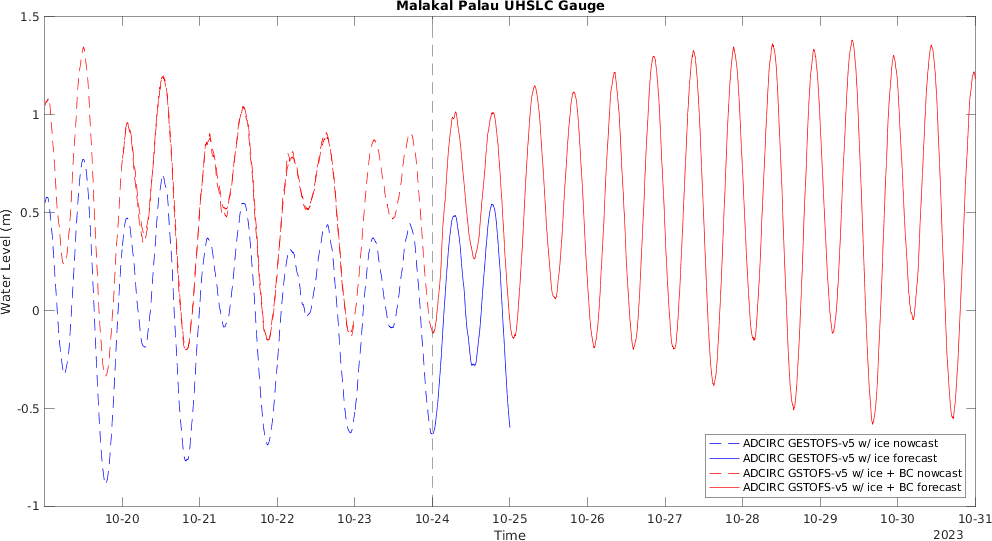 Malakal Palau UHSLC Gauge
1.5
1
0.5
0
-0.5
-1
Water Level (m)
10-20 10-21 10-22 10-23 10-24 10-25 10-26 10-27 10-28 10-29 10-30 10-31
Time
2023
ADCIRC GESTOFS-v5 w/ ice nowcast
ADCIRC GESTOFS-v5 w/ ice forecast
ADCIRC GSTOFS-v5 w/ ice + BC nowcast
ADCIRC GSTOFS-v5 w/ ice + BC forecast